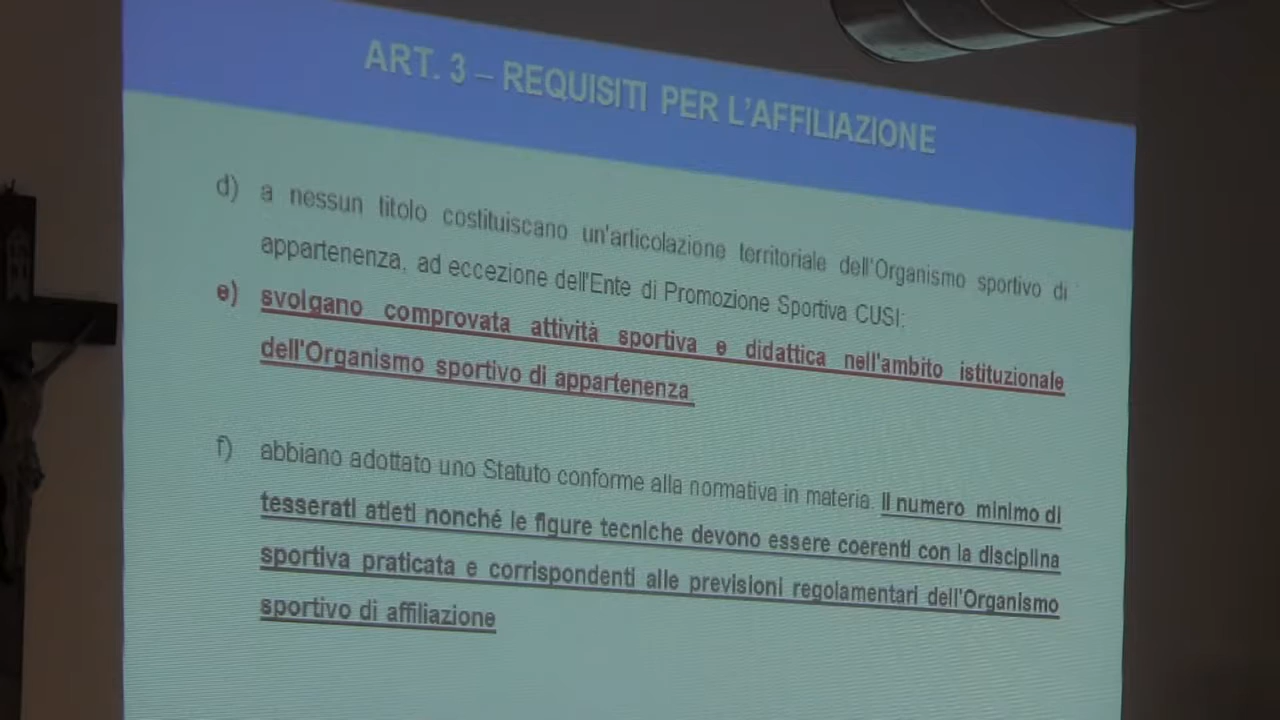 ART. 3 – REQUISITI PER L'AFFILIAZIONE
d) a nessun titolo costituiscano un'articolazione territoriale dell'Organismo sportivo di
appartenenza, ad eccezione dell'Ente di Promozione Sportiva CUSI;
e) svolgano comprovata attività sportiva e didattica nell'ambito istituzionale
dell'Organismo sportivo di appartenenza.
f) abbiano adottato uno Statuto conforme alla normativa in materia. Il numero minimo di
tesserati atleti nonché le figure tecniche devono essere coerenti con la disciplina
sportiva praticata e corrispondenti alle previsioni regolamentari dell'Organismo
sportivo di affiliazione